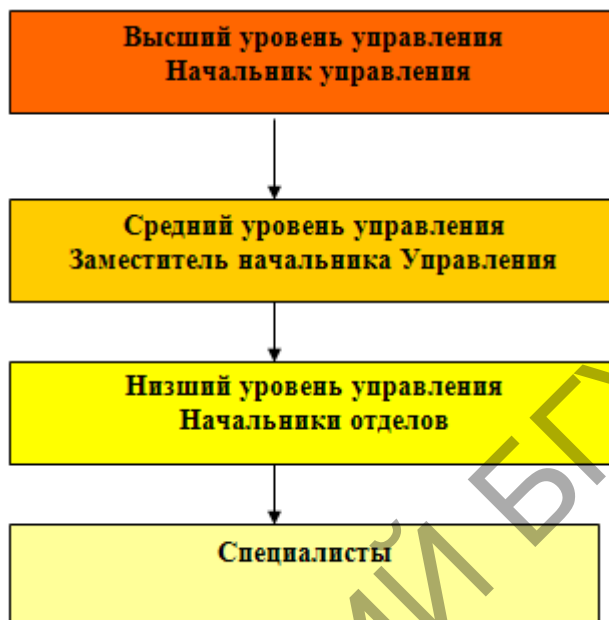 Высший уровень управления
Начальник управления
Средний уровень управления
Заместитель начальника Управления
Низший уровень управления
Начальники отделов
Специалисты